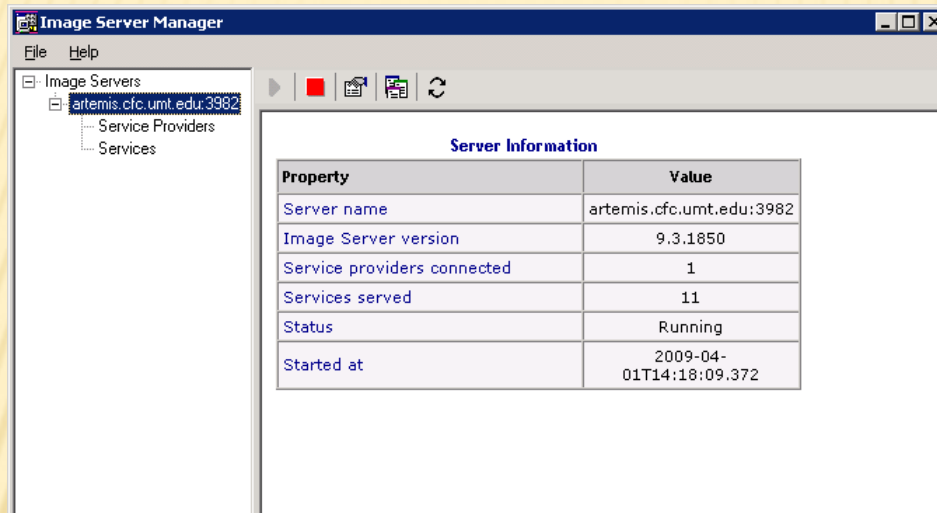 Image Server Manager
File Help
Image Servers
artemis.cfc.umt.edu:3982
Service Providers
Services
Server Information
Property Value
Server name artemis.cfc.umt.edu:3982
Image Server version 9.3.1850
Service providers connected 1
Services served 11
Status Running
Started at 2009-04-
01T14:18:09.372